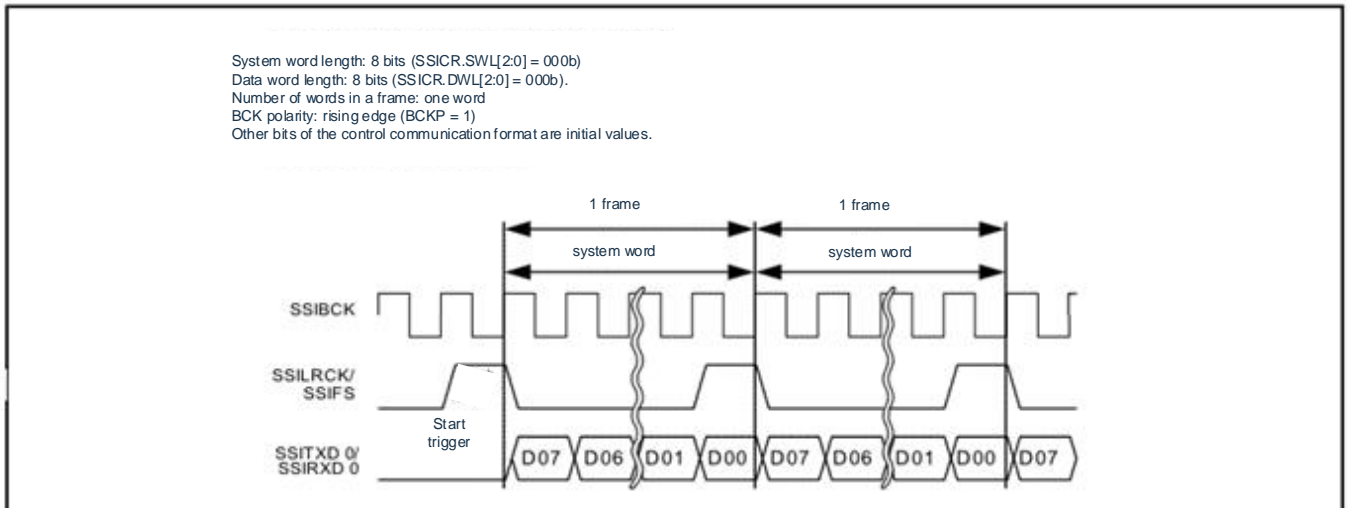 System word length: 8 bits (SSICR.SWL[2:0] = 000b)
Data word length: 8 bits (SSICR.DWL[2:0] = 000b).
Number of words in a frame: one word
BCK polarity: rising edge (BCKP = 1)
Other bits of the control communication format are initial values.
1 frame 1 frame
system word system word
SSIBCK
SSILRCK/
SSIFS
Start
trigger
SSITXD 0/
SSIRXD 0
D07 D06 D01 D00 D07 D06 D01 D00 D07